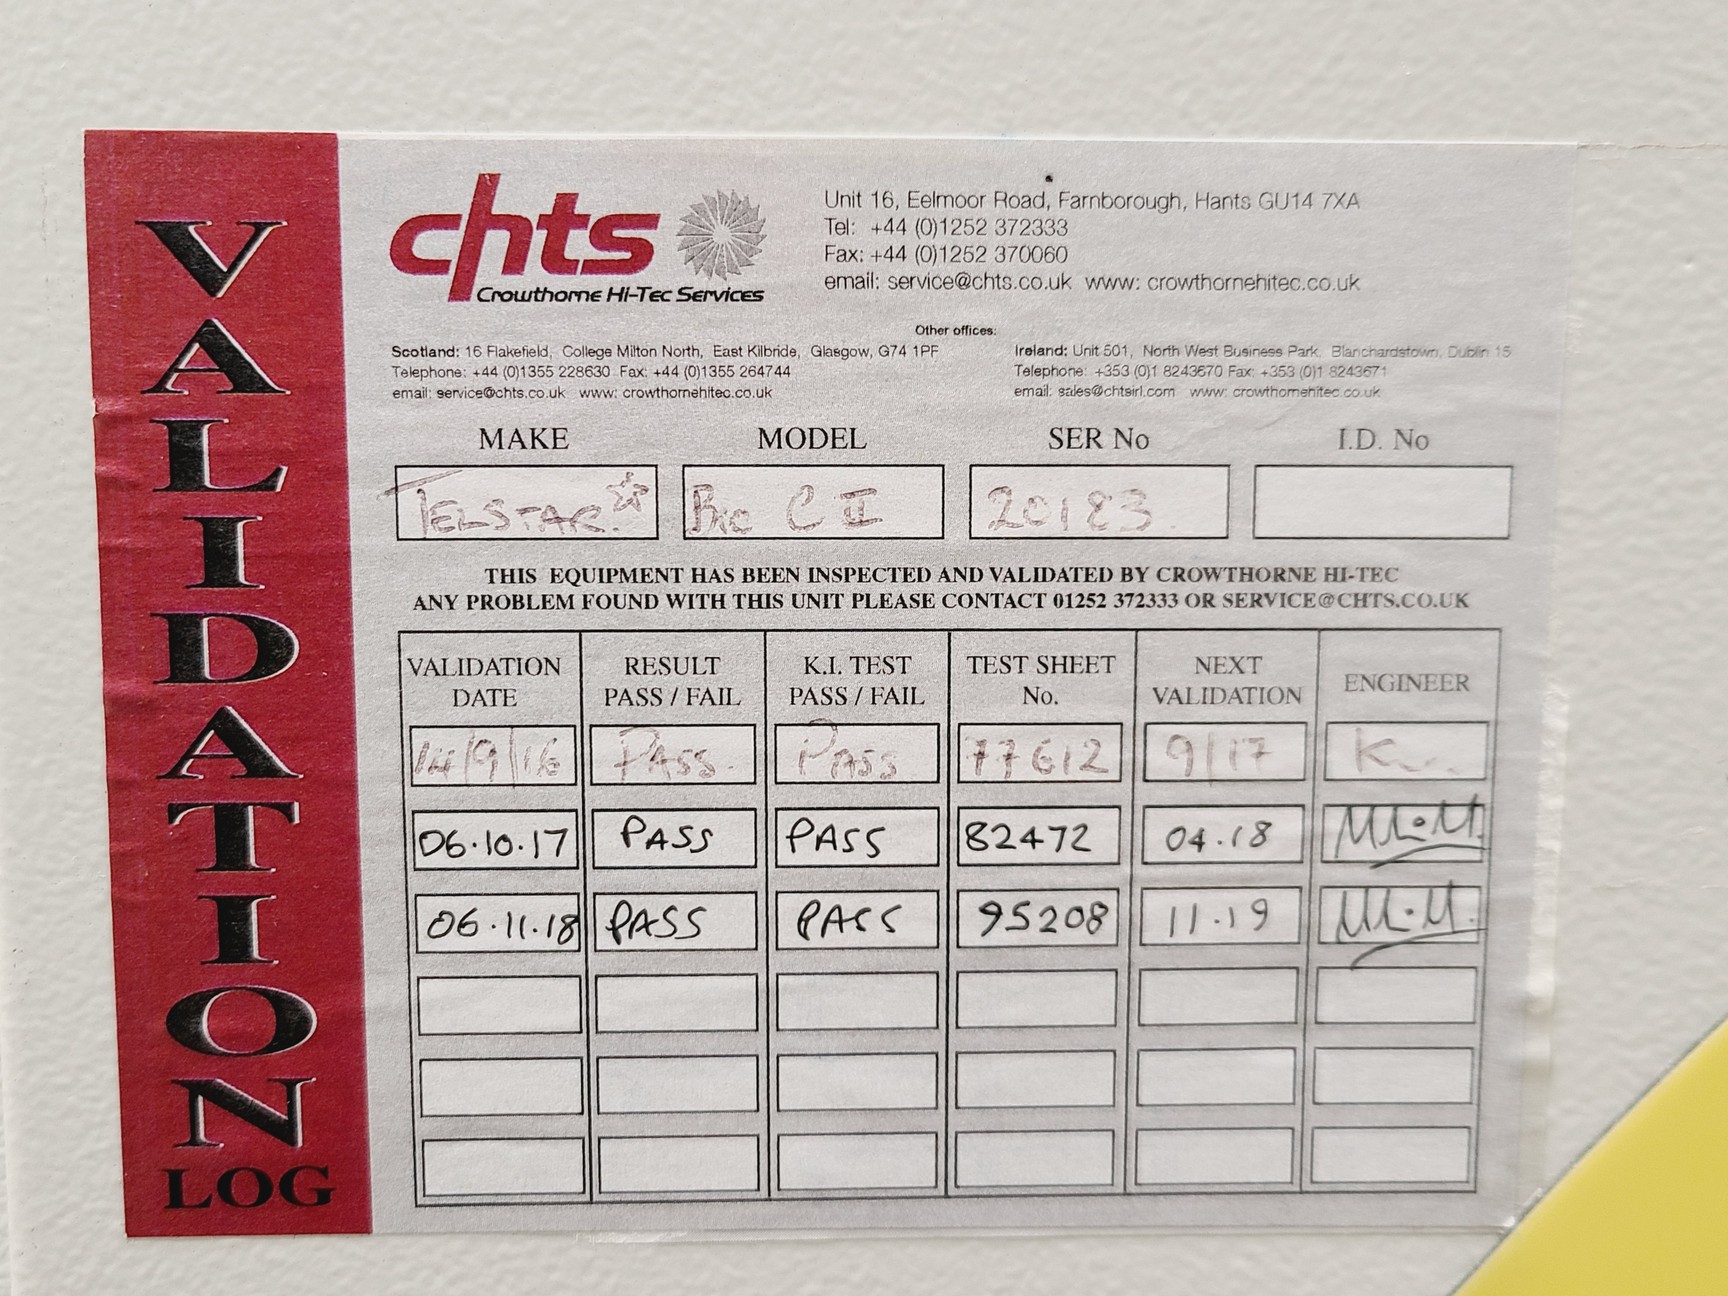 VALIDATION LOG
chts
Crowthorne Hi-Tec Services
Unit 16, Eelmoor Road, Farnborough, Hants GU14 7XA
Tel: +44 (0)1252 372333
Fax: +44 (0)1252 370060
email: service@chts.co.uk www: crowthornehitec.co.uk
Other offices:
Scotland: 16 Flakefield, College Milton North, East Kilbride, Glasgow, G74 1PF
Telephone: +44 (0)1355 228630 Fax: +44 (0)1355 264744
email: service@chts.co.uk www: crowthornehitec.co.uk
Ireland: Unit 501, North West Business Park, Blanchardstown, Dublin 15
Telephone: +353 (0)1 8243670 Fax: +353 (0)1 8243671
email: sales@chtsirl.com www: crowthornehitec.co.uk
MAKE MODEL SER No I.D. No
TELSTAR Bio C II 20183
THIS EQUIPMENT HAS BEEN INSPECTED AND VALIDATED BY CROWTHORNE HI-TEC
ANY PROBLEM FOUND WITH THIS UNIT PLEASE CONTACT 01252 372333 OR SERVICE@CHTS.CO.UK
VALIDATION DATE RESULT PASS / FAIL K.I. TEST PASS / FAIL TEST SHEET No. NEXT VALIDATION ENGINEER
14/9/16 PASS PASS 77612 9/17
06.10.17 PASS PASS 82472 04.18
06.11.18 PASS PASS 95208 11.19